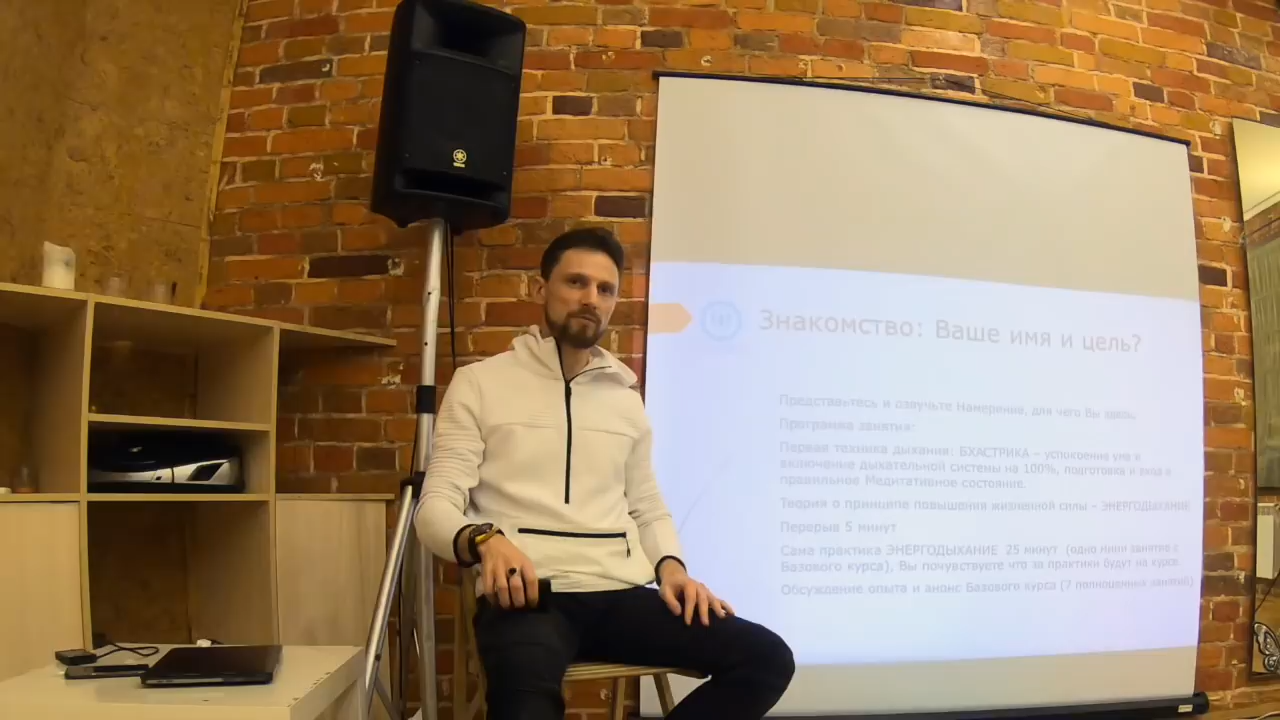 Знакомство: Ваше имя и цель?
Представьтесь и озвучьте Намерение, для чего Вы здесь.
Программа занятия:
Первая техника дыхания: БХАСТРИКА – успокоение ума и
включение дыхательной системы на 100%, подготовка и вход в
правильное Медитативное состояние.
Теория о принципе повышения жизненной силы – ЭНЕРГОДЫХАНИЕ
Перерыв 5 минут
Сама практика ЭНЕРГОДЫХАНИЕ 25 минут (одно мини занятие с
Базового курса), Вы почувствуете что за практики будут на курсе.
Обсуждение опыта и анонс Базового курса (7 полноценных занятий)